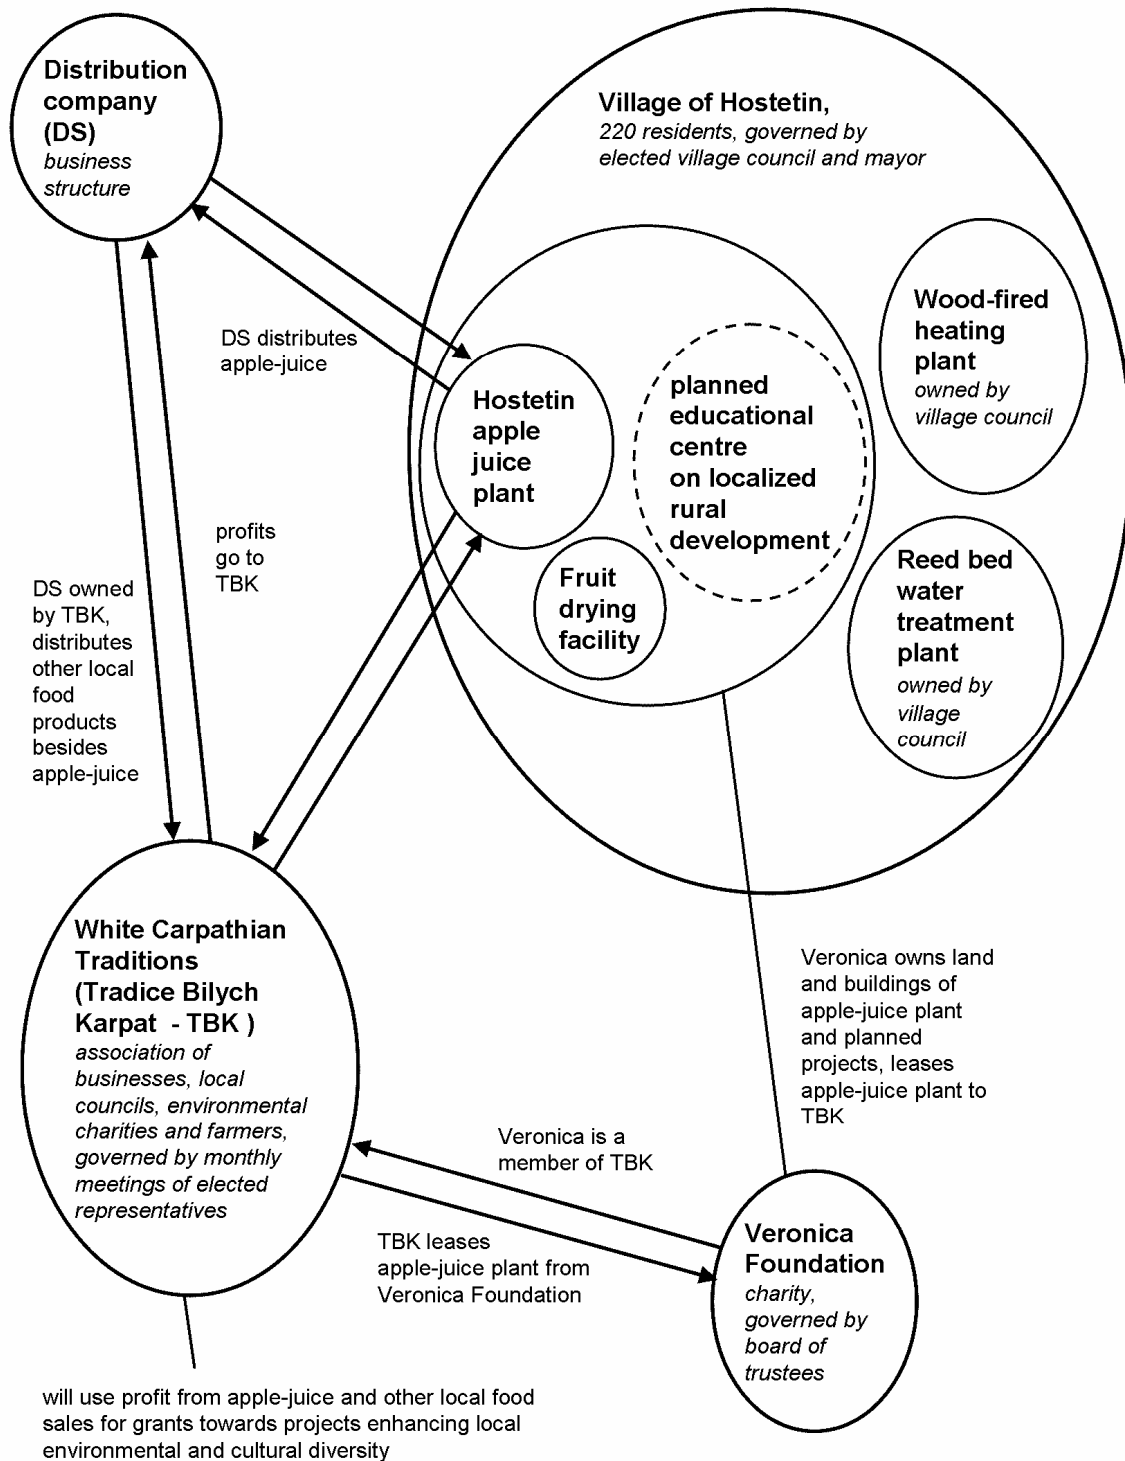 Distribution
company
(DS)
business
structure
Village of Hostetin,
220 residents, governed by
elected village council and mayor
Wood-fired
heating
plant
owned by
village council
DS distributes
apple-juice
Hostetin
apple
juice
plant
planned
educational
centre
on localized
rural
development
Fruit
drying
facility
Reed bed
water
treatment
plant
owned by
village
council
profits
go to
TBK
DS owned
by TBK,
distributes
other local
food
products
besides
apple-juice
White Carpathian
Traditions
(Tradice Bilych
Karpat - TBK )
association of
businesses, local
councils, environmental
charities and farmers,
governed by monthly
meetings of elected
representatives
Veronica owns land
and buildings of
apple-juice plant
and planned
projects, leases
apple-juice plant to
TBK
Veronica is a
member of TBK
TBK leases
apple-juice plant from
Veronica Foundation
Veronica
Foundation
charity,
governed by
board of
trustees
will use profit from apple-juice and other local food
sales for grants towards projects enhancing local
environmental and cultural diversity